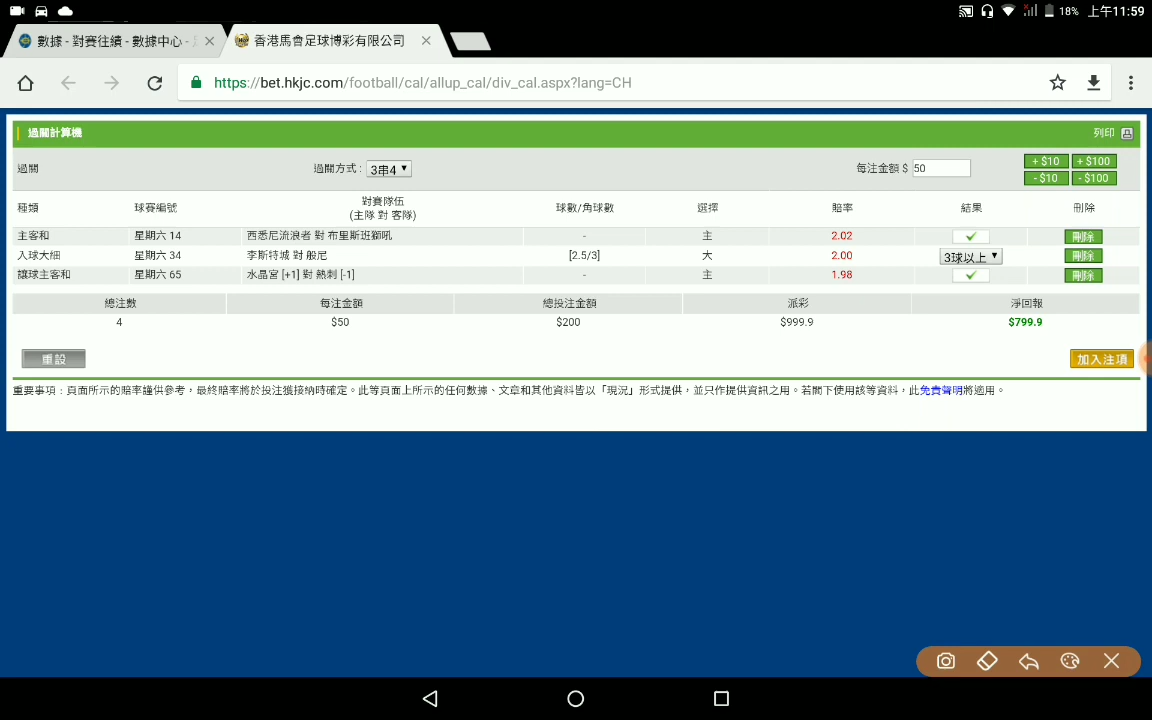 18% 上午11:59
數據 - 對賽往績 - 數據中心 -
香港馬會足球博彩有限公司
https://bet.hkjc.com/football/cal/allup_cal/div_cal.aspx?lang=CH
過關計算機 列印
過關 過關方式 : 3串4 每注金額 $ 50 + $10 + $100
- $10 - $100
種類 球賽編號 對賽隊伍 球數/角球數 選擇 賠率 結果 刪除
(主隊 對 客隊)
主客和 星期六 14 西悉尼流浪者 對 布里斯班獅吼 - 主 2.02 刪除
入球大細 星期六 34 李斯特城 對 般尼 [2.5/3] 大 2.00 3球以上 刪除
讓球主客和 星期六 65 水晶宮 [+1] 對 熱刺 [-1] - 主 1.98 刪除
總注數 每注金額 總投注金額 派彩 淨回報
4 $50 $200 $999.9 $799.9
重設 加入注項
重要事項 : 頁面所示的賠率謹供參考，最終賠率將於投注獲接納時確定。此等頁面上所示的任何數據、文章和其他資料皆以「現況」形式提供，並只作提供資訊之用。若閣下使用該等資料，此免責聲明將適用。